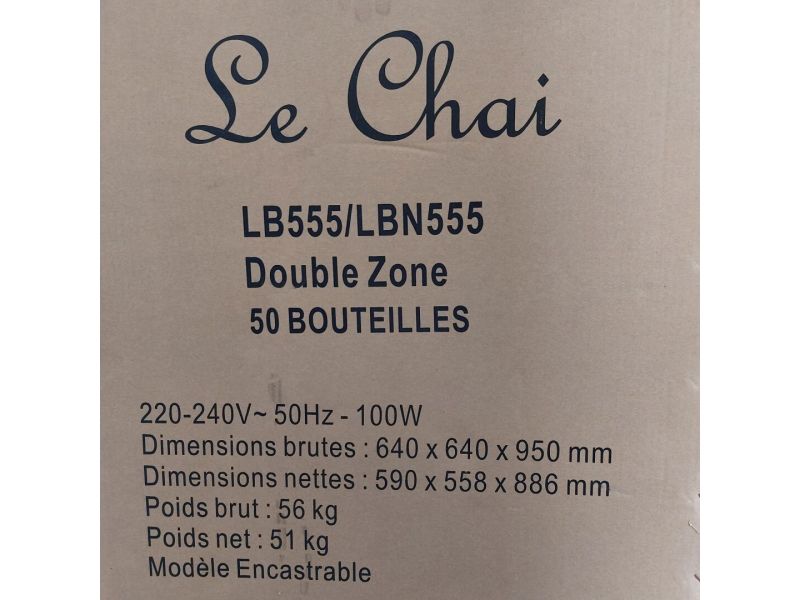 Le Chai
LB555/LBN555
Double Zone
50 BOUTEILLES
220-240V~ 50Hz - 100W
Dimensions brutes : 640 x 640 x 950 mm
Dimensions nettes : 590 x 558 x 886 mm
Poids brut : 56 kg
Poids net : 51 kg
Modèle Encastrable